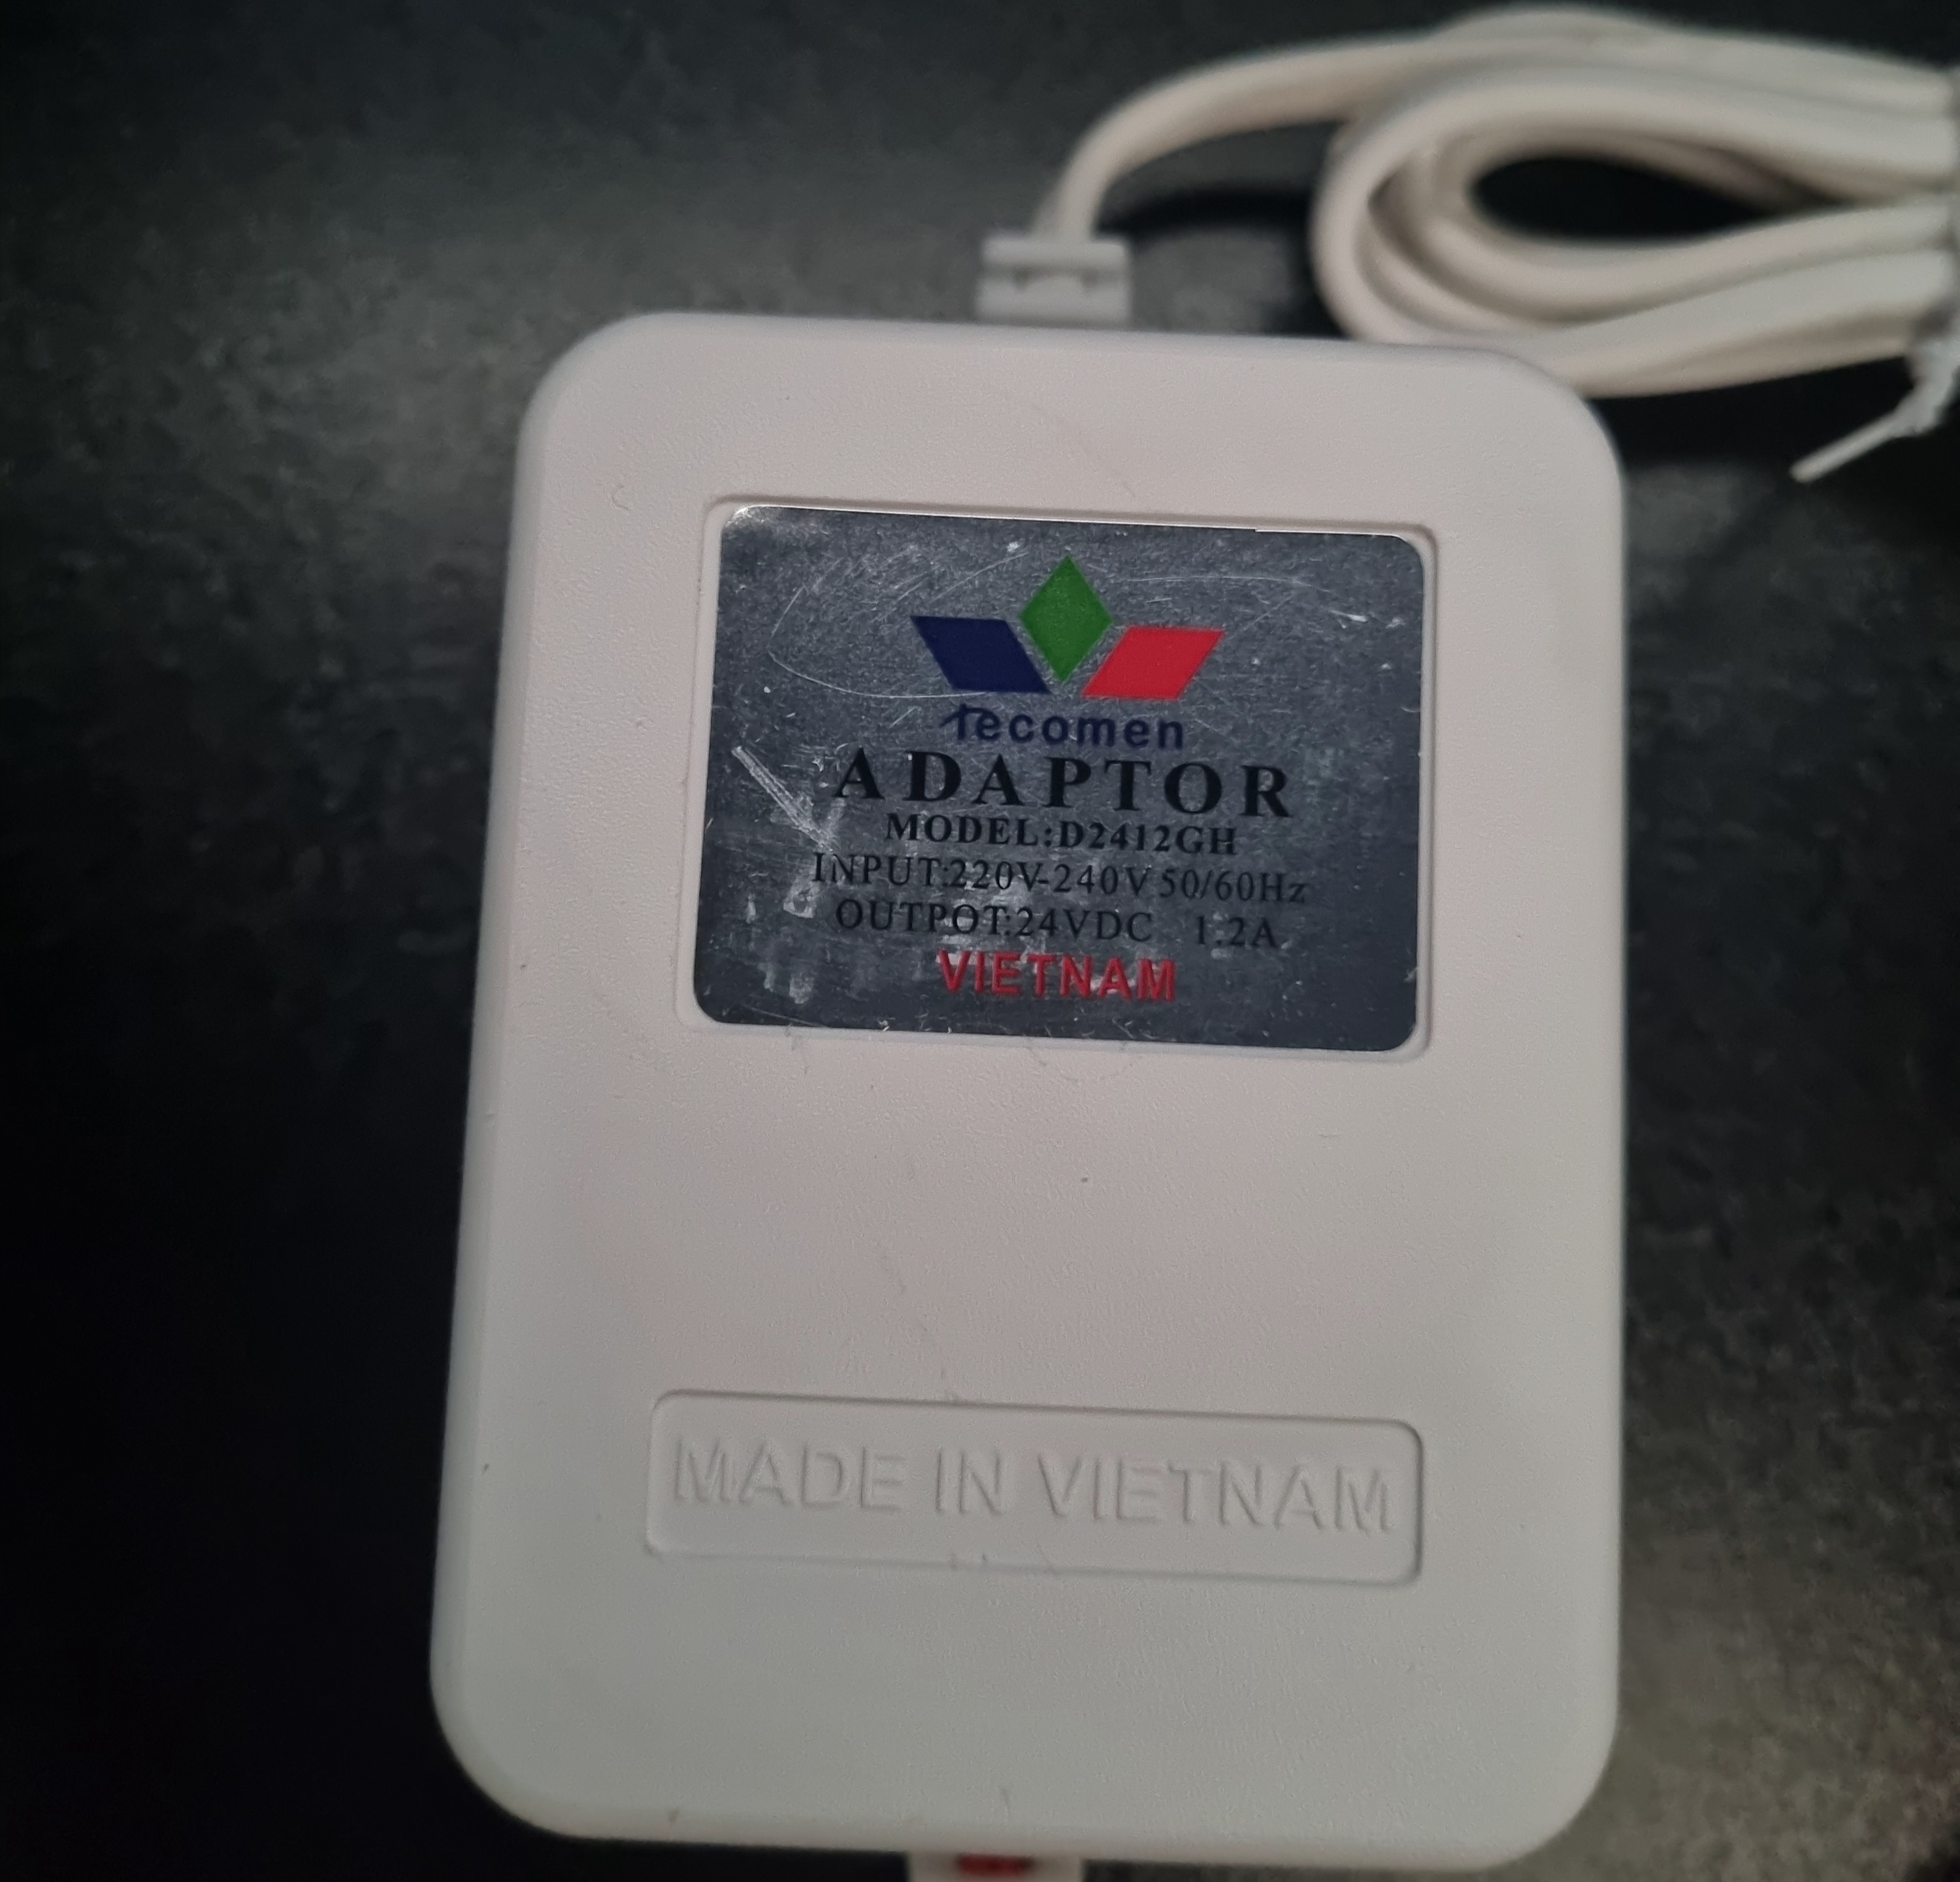 Tecomen
ADAPTOR
MODEL:D2412GH
INPUT:220V-240V 50/60Hz
OUTPOT:24VDC 1.2A
VIETNAM
MADE IN VIETNAM